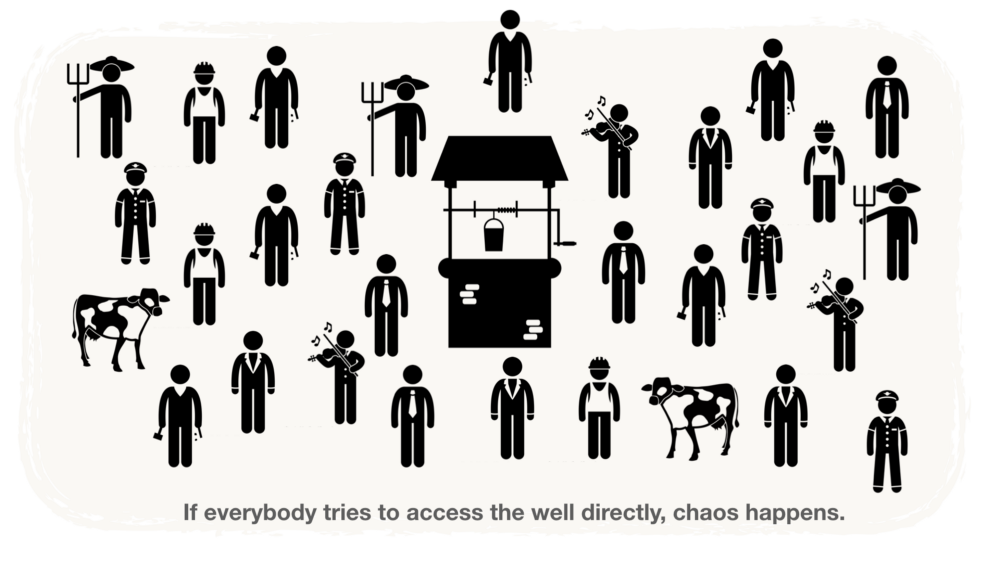 If everybody tries to access the well directly, chaos happens.